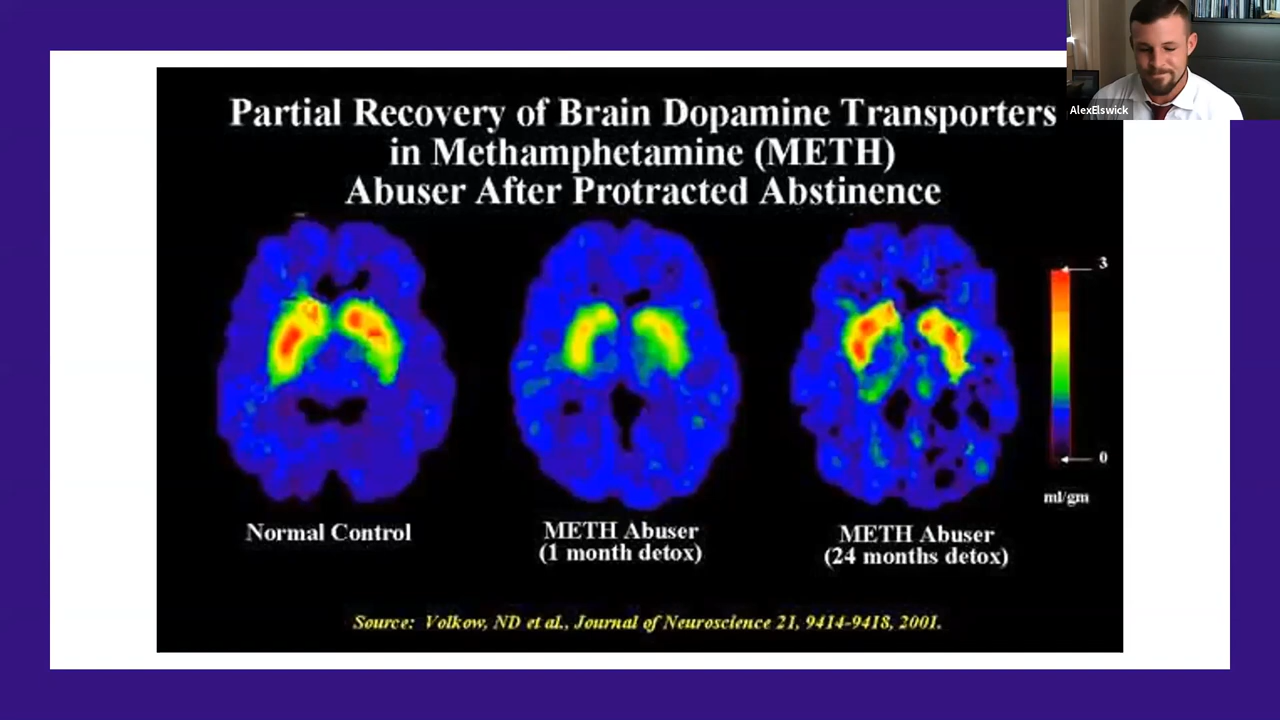 Partial Recovery of Brain Dopamine Transporters
in Methamphetamine (METH)
Abuser After Protracted Abstinence
AlexElswick
3
0
ml/gm
Normal Control
METH Abuser
(1 month detox)
METH Abuser
(24 months detox)
Source: Volkow, ND et al., Journal of Neuroscience 21, 9414-9418, 2001.